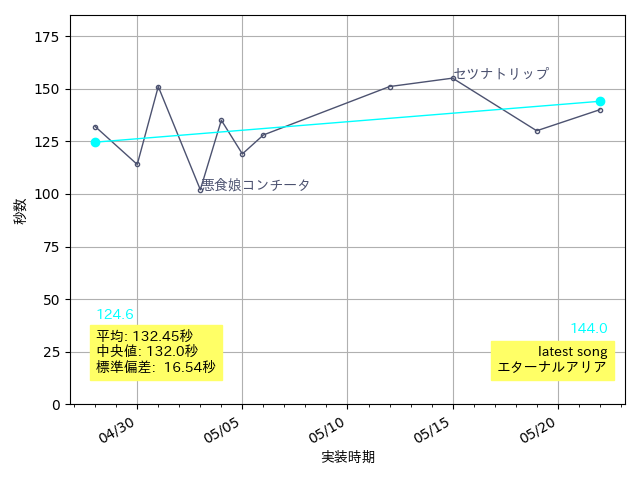 175
150
125
100
75
50
25
0
秒数
セツナトリップ
悪食娘コンチータ
124.6
平均: 132.45秒
中央値: 132.0秒
標準偏差: 16.54秒
144.0
latest song
エターナルアリア
04/30
05/05
05/10
05/15
05/20
実装時期